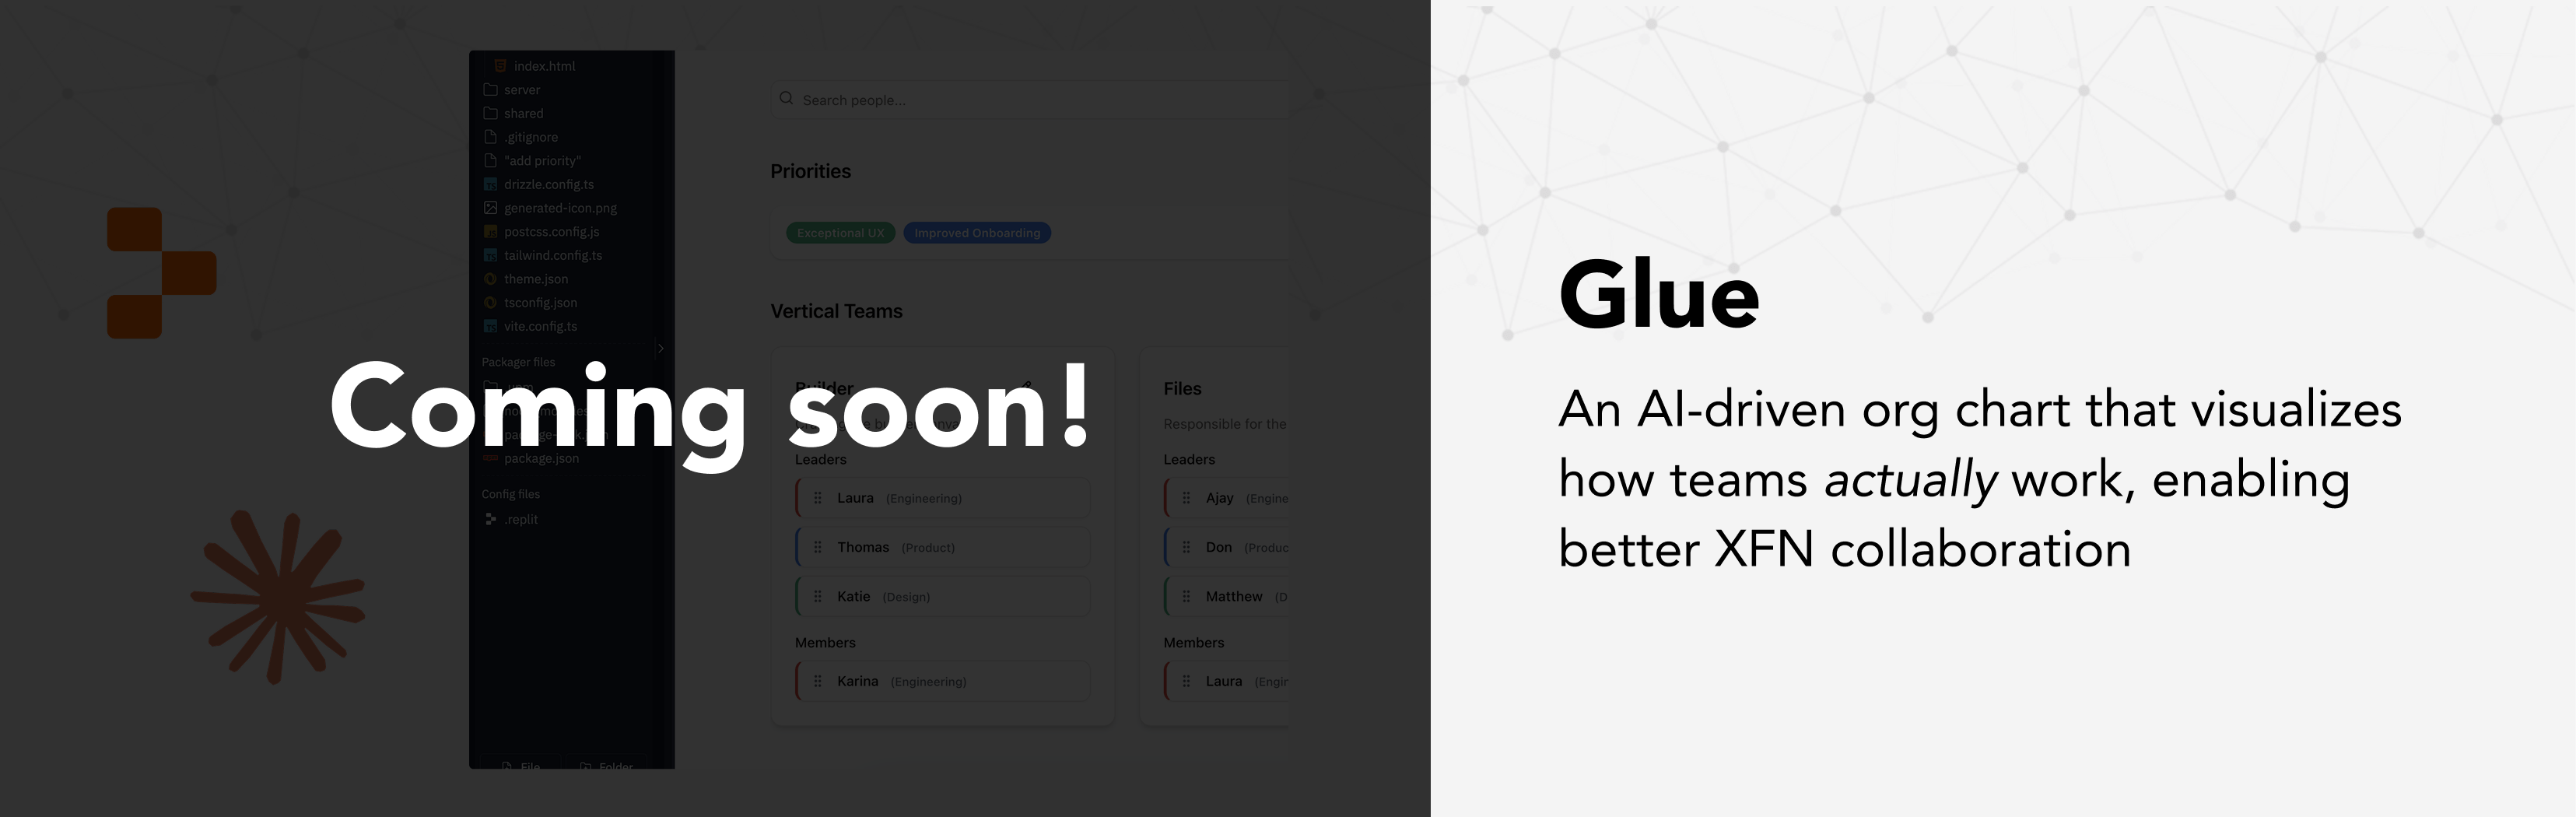 index.html
server
shared
.gitignore
"add priority"
drizzle.config.ts
generated-icon.png
postcss.config.js
tailwind.config.ts
theme.json
tsconfig.json
vite.config.ts
Packager files
package.json
Config files
.replit
File Folder
Search people...
Priorities
Exceptional UX Improved Onboarding
Vertical Teams
Builder
Leaders
Laura (Engineering)
Thomas (Product)
Katie (Design)
Members
Karina (Engineering)
Files
Responsible for the
Leaders
Ajay (Engine
Don (Produc
Matthew (D
Members
Laura (Engir
Coming soon!
Glue
An AI-driven org chart that visualizes
how teams actually work, enabling
better XFN collaboration